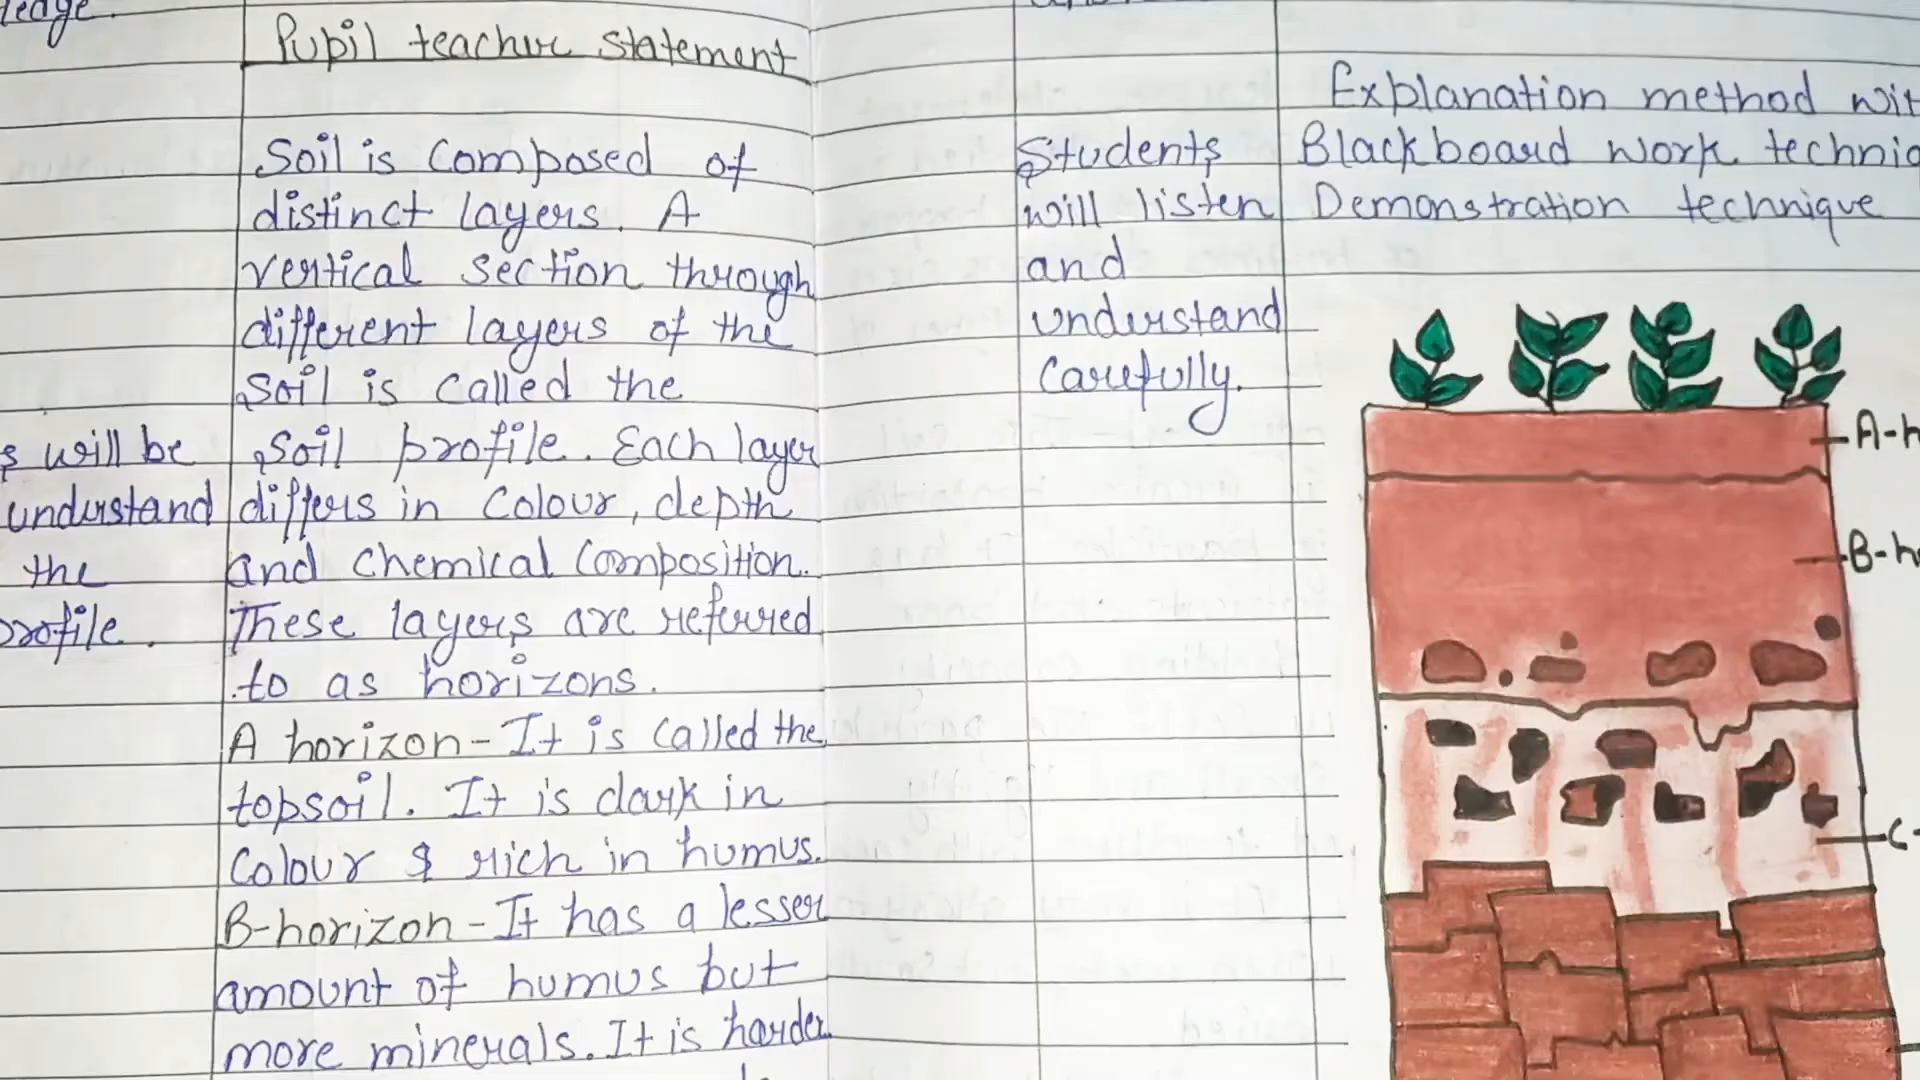 Pupil teacher statement
s will be
understand
the
Soil is composed of
distinct layers. A
vertical section through
different layers of the
Soil is called the
Soil profile. Each layer
differs in Colour, depth
and chemical composition.
These layers are referred
to as horizons.
A horizon - It is called the
topsoil. It is dark in
Colour & rich in humus.
B-horizon - It has a lesser
amount of humus but
more minerals. It is harder
Students
will listen
and
understand
carefully.
Explanation method
Blackboard work
Demonstration technique
A-h
B-ho
C-